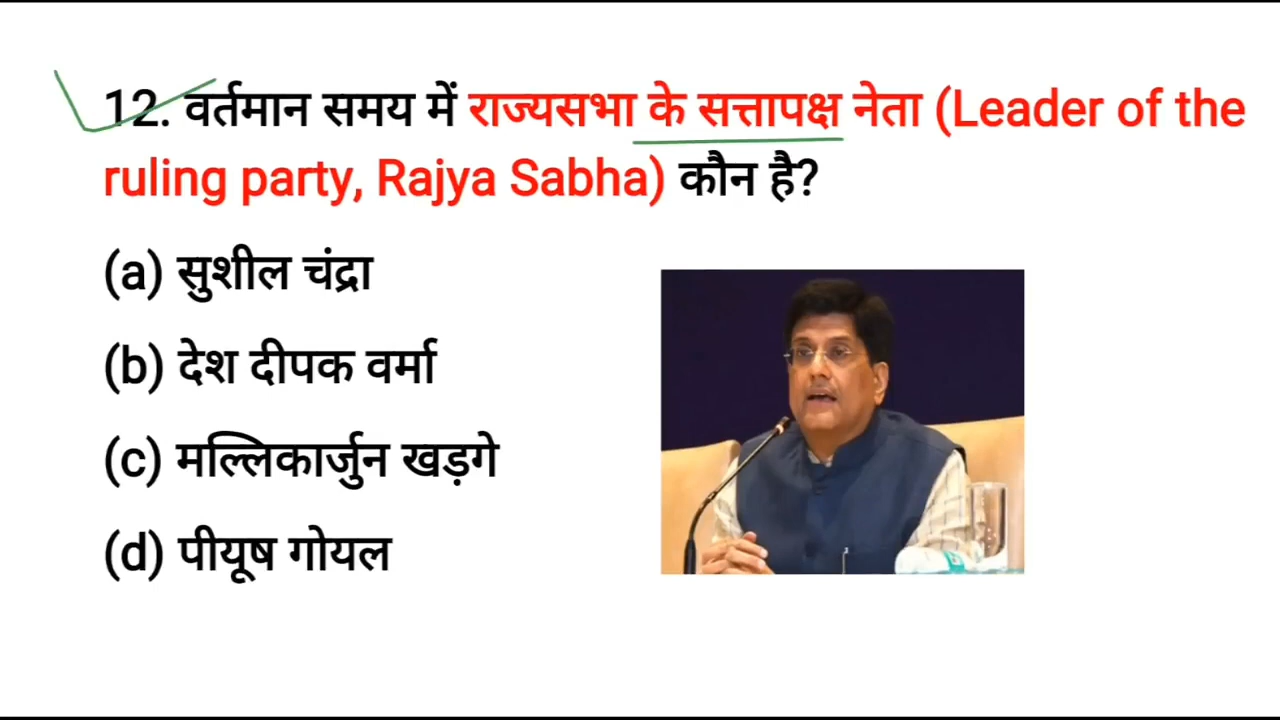 12. वर्तमान समय में राज्यसभा के सत्तापक्ष नेता (Leader of the
ruling party, Rajya Sabha) कौन है?
(a) सुशील चंद्रा
(b) देश दीपक वर्मा
(c) मल्लिकार्जुन खड़गे
(d) पीयूष गोयल